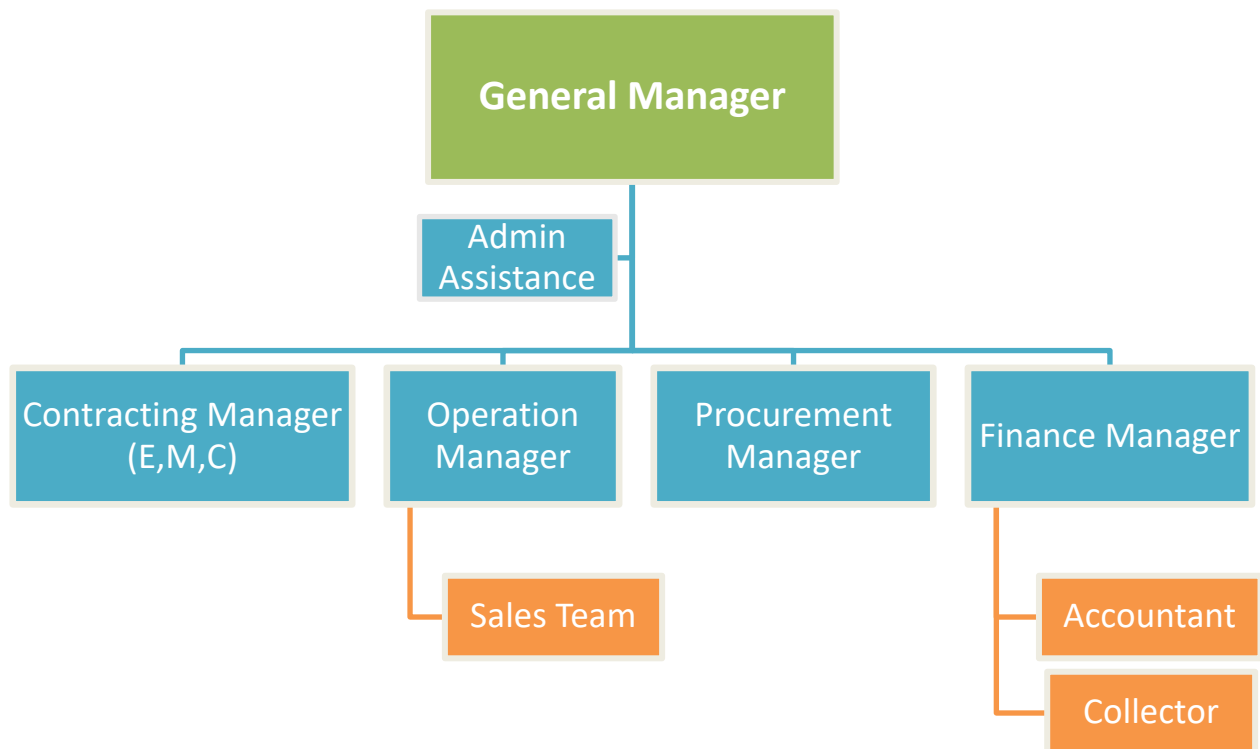 General Manager
Admin
Assistance
Contracting Manager
(E,M,C)
Operation
Manager
Procurement
Manager
Finance Manager
Sales Team
Accountant
Collector